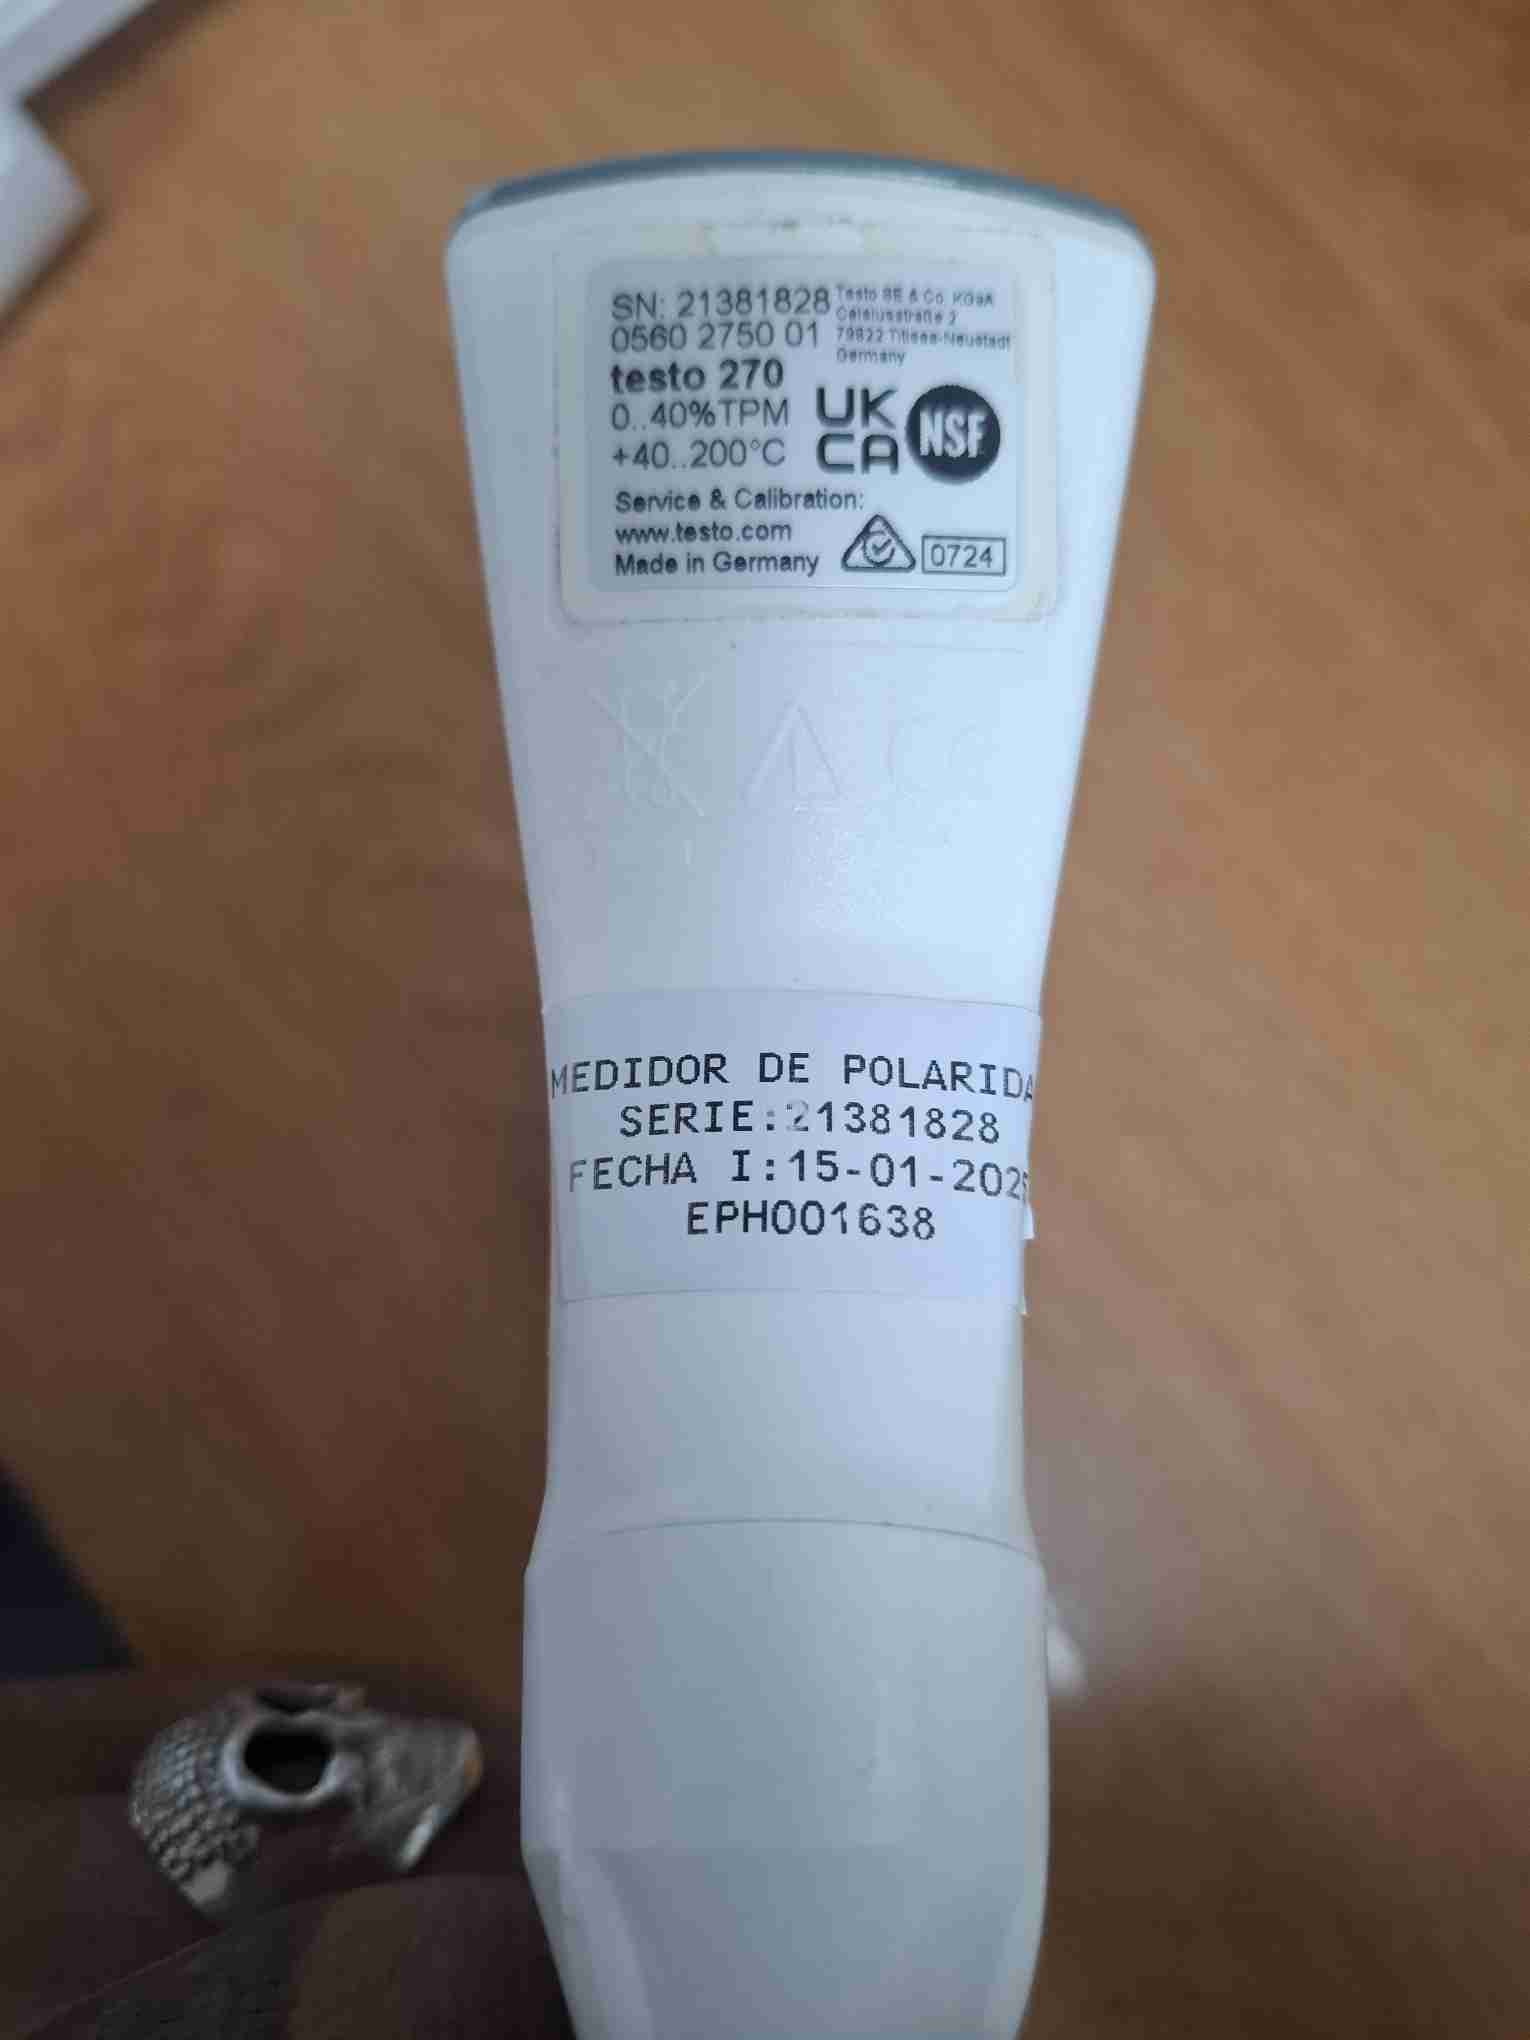 SN: 21381828
0560 2750 01
testo 270
0..40%TPM
+40..200°C
Testo SE & Co. KGaA
Celsiusstraße 2
79822 Titisee-Neustadt
Germany
UK
CA
NSF
Service & Calibration:
www.testo.com
Made in Germany
0724
CE
MEDIDOR DE POLARIDA
SERIE:21381828
FECHA I:15-01-2025
EPH001638